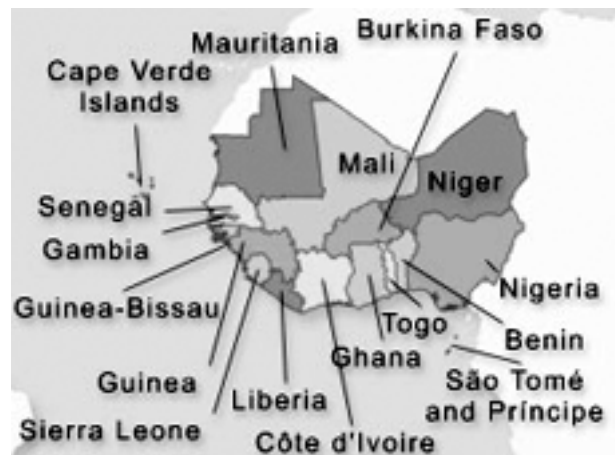 Burkina Faso
Mauritania
Cape Verde
Islands
Mali
Niger
Senegal
Gambia
Guinea-Bissau
Nigeria
Togo
Benin
Ghana
Guinea
Liberia
São Tomé
and Príncipe
Sierra Leone
Côte d'Ivoire